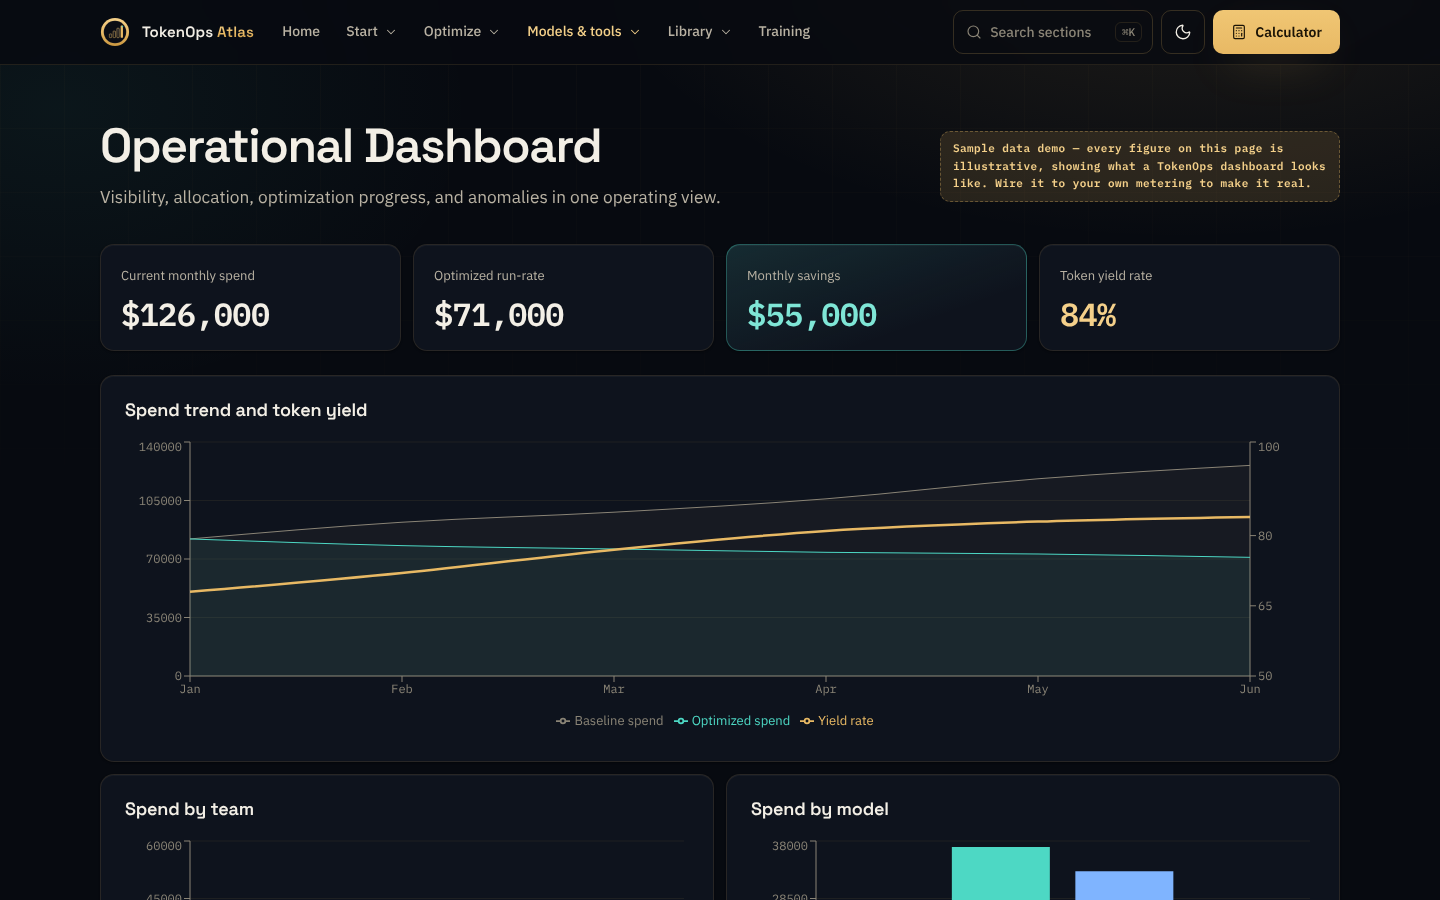 TokenOps Atlas
Home
Start
Optimize
Models & tools
Library
Training
Search sections
⌘K
Calculator
Operational Dashboard
Visibility, allocation, optimization progress, and anomalies in one operating view.
Sample data demo — every figure on this page is
illustrative, showing what a TokenOps dashboard looks
like. Wire it to your own metering to make it real.
Current monthly spend
$126,000
Optimized run-rate
$71,000
Monthly savings
$55,000
Token yield rate
84%
Spend trend and token yield
140000
105000
70000
35000
0
100
80
65
50
Jan
Feb
Mar
Apr
May
Jun
Baseline spend
Optimized spend
Yield rate
Spend by team
60000
45000
Spend by model
38000
28500